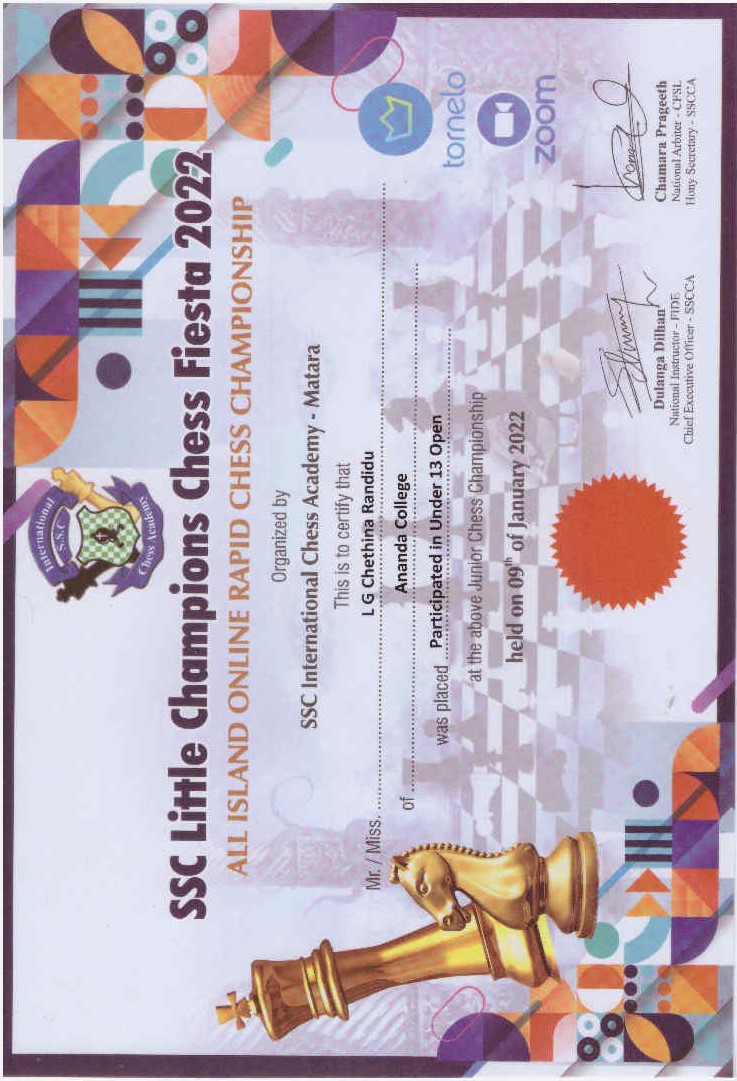 International
S.S.C
Chess Academy
SSC Little Champions Chess Fiesta 2022
ALL iSLAND ONLINE RAPID CHESS CHAMPIONSHIP
Organized by
SSC International Chess Academy - Matara
This is to certify that
Mr. / Miss. L G Chethina Randidu
of Ananda College
was placed Participated in Under 13 Open
at the above Junior Chess Championship
held on 09th of January 2022
tornelo
zoom
Dulanga Dilhan
National Instructor - FIDE
Chief Executive Officer - SSCCA
Chamara Prageeth
National Arbiter - CFSL
Hony Secretary - SSCCA